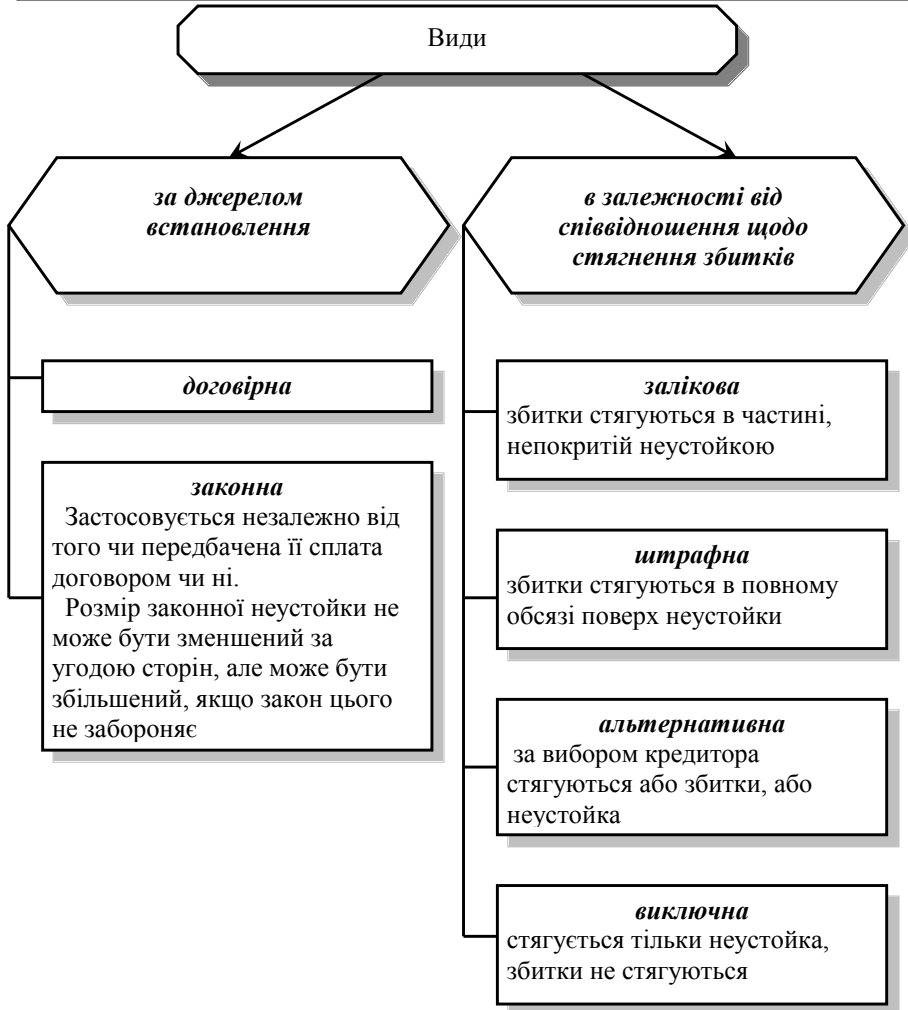 Види
за джерелом
встановлення
договірна
законна
Застосовується незалежно від
того чи передбачена її сплата
договором чи ні.
Розмір законної неустойки не
може бути зменшений за
угодою сторін, але може бути
збільшений, якщо закон цього
не забороняє
в залежності від
співвідношення щодо
стягнення збитків
залікова
збитки стягуються в частині,
непокритій неустойкою
штрафна
збитки стягуються в повному
обсязі поверх неустойки
альтернативна
за вибором кредитора
стягуються або збитки, або
неустойка
виключна
стягується тільки неустойка,
збитки не стягуються